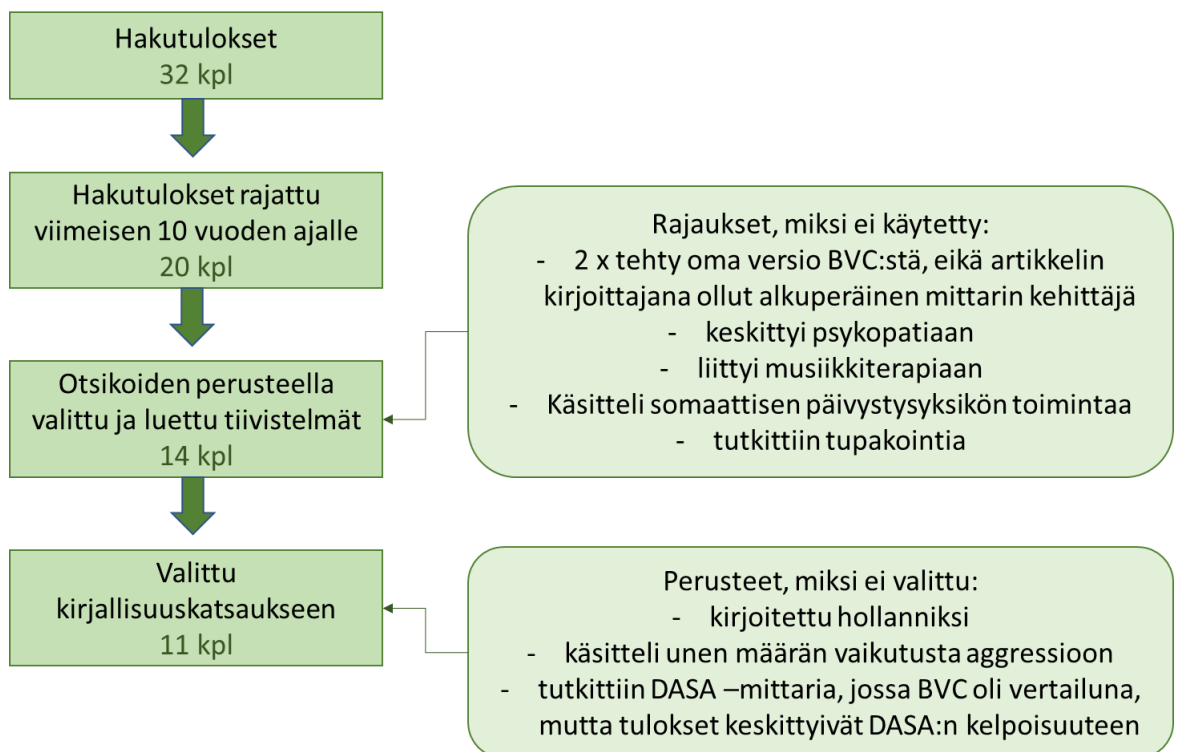 Hakutulokset
32 kpl
Hakutulokset rajattu
viimeisen 10 vuoden ajalle
20 kpl
Rajaukset, miksi ei käytetty:
- 2 x tehty oma versio BVC:stä, eikä artikkelin
kirjoittajana ollut alkuperäinen mittarin kehittäjä
- keskittyi psykopatiaan
- liittyi musiikkiterapiaan
- Käsitteli somaattisen päivystysyksikön toimintaa
- tutkittiin tupakointia
Otsikoiden perusteella
valittu ja luettu tiivistelmät
14 kpl
Valittu
kirjallisuuskatsaukseen
11 kpl
Perusteet, miksi ei valittu:
- kirjoitettu hollanniksi
- käsitteli unen määrän vaikutusta aggressioon
- tutkittiin DASA –mittaria, jossa BVC oli vertailuna,
mutta tulokset keskittyivät DASA:n kelpoisuuteen